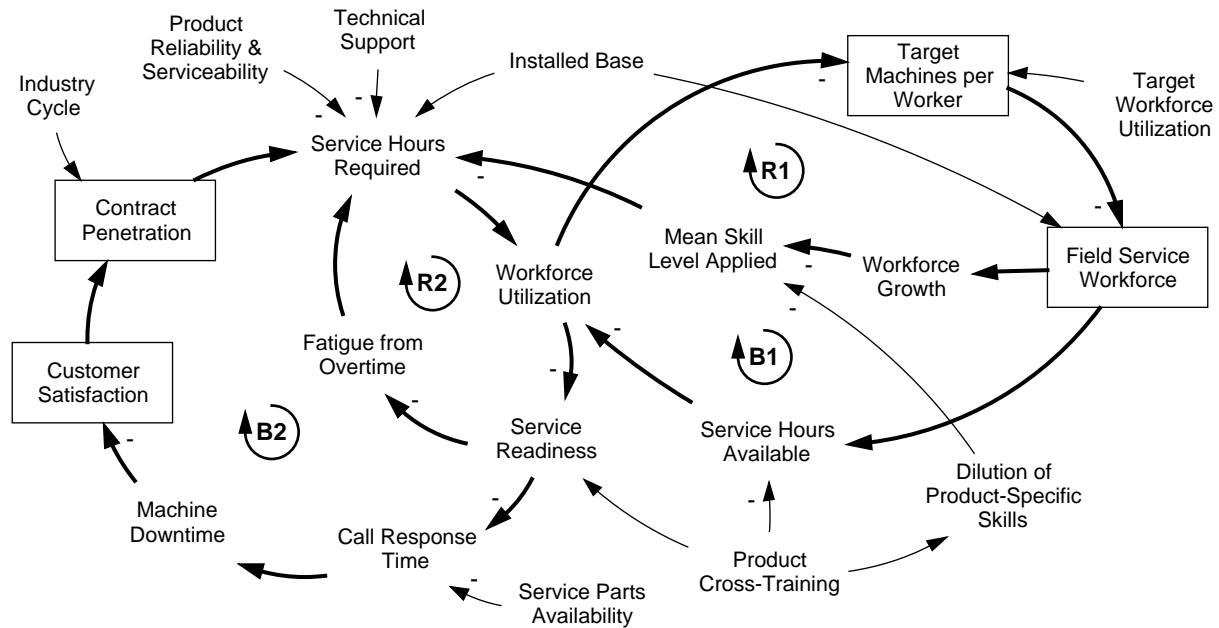 Product
Reliability &
Serviceability
Technical
Support
Installed Base
Target
Machines per
Worker
Target
Workforce
Utilization
Industry
Cycle
-
-
-
Service Hours
Required
-
R1
Contract
Penetration
-
Mean Skill
Level Applied
-
Workforce
Growth
Field Service
Workforce
R2
Workforce
Utilization
-
-
Fatigue from
Overtime
B1
Customer
Satisfaction
-
-
-
B2
Service
Readiness
Service Hours
Available
Dilution of
Product-Specific
Skills
Machine
Downtime
-
-
Call Response
Time
Product
Cross-Training
-
Service Parts
Availability